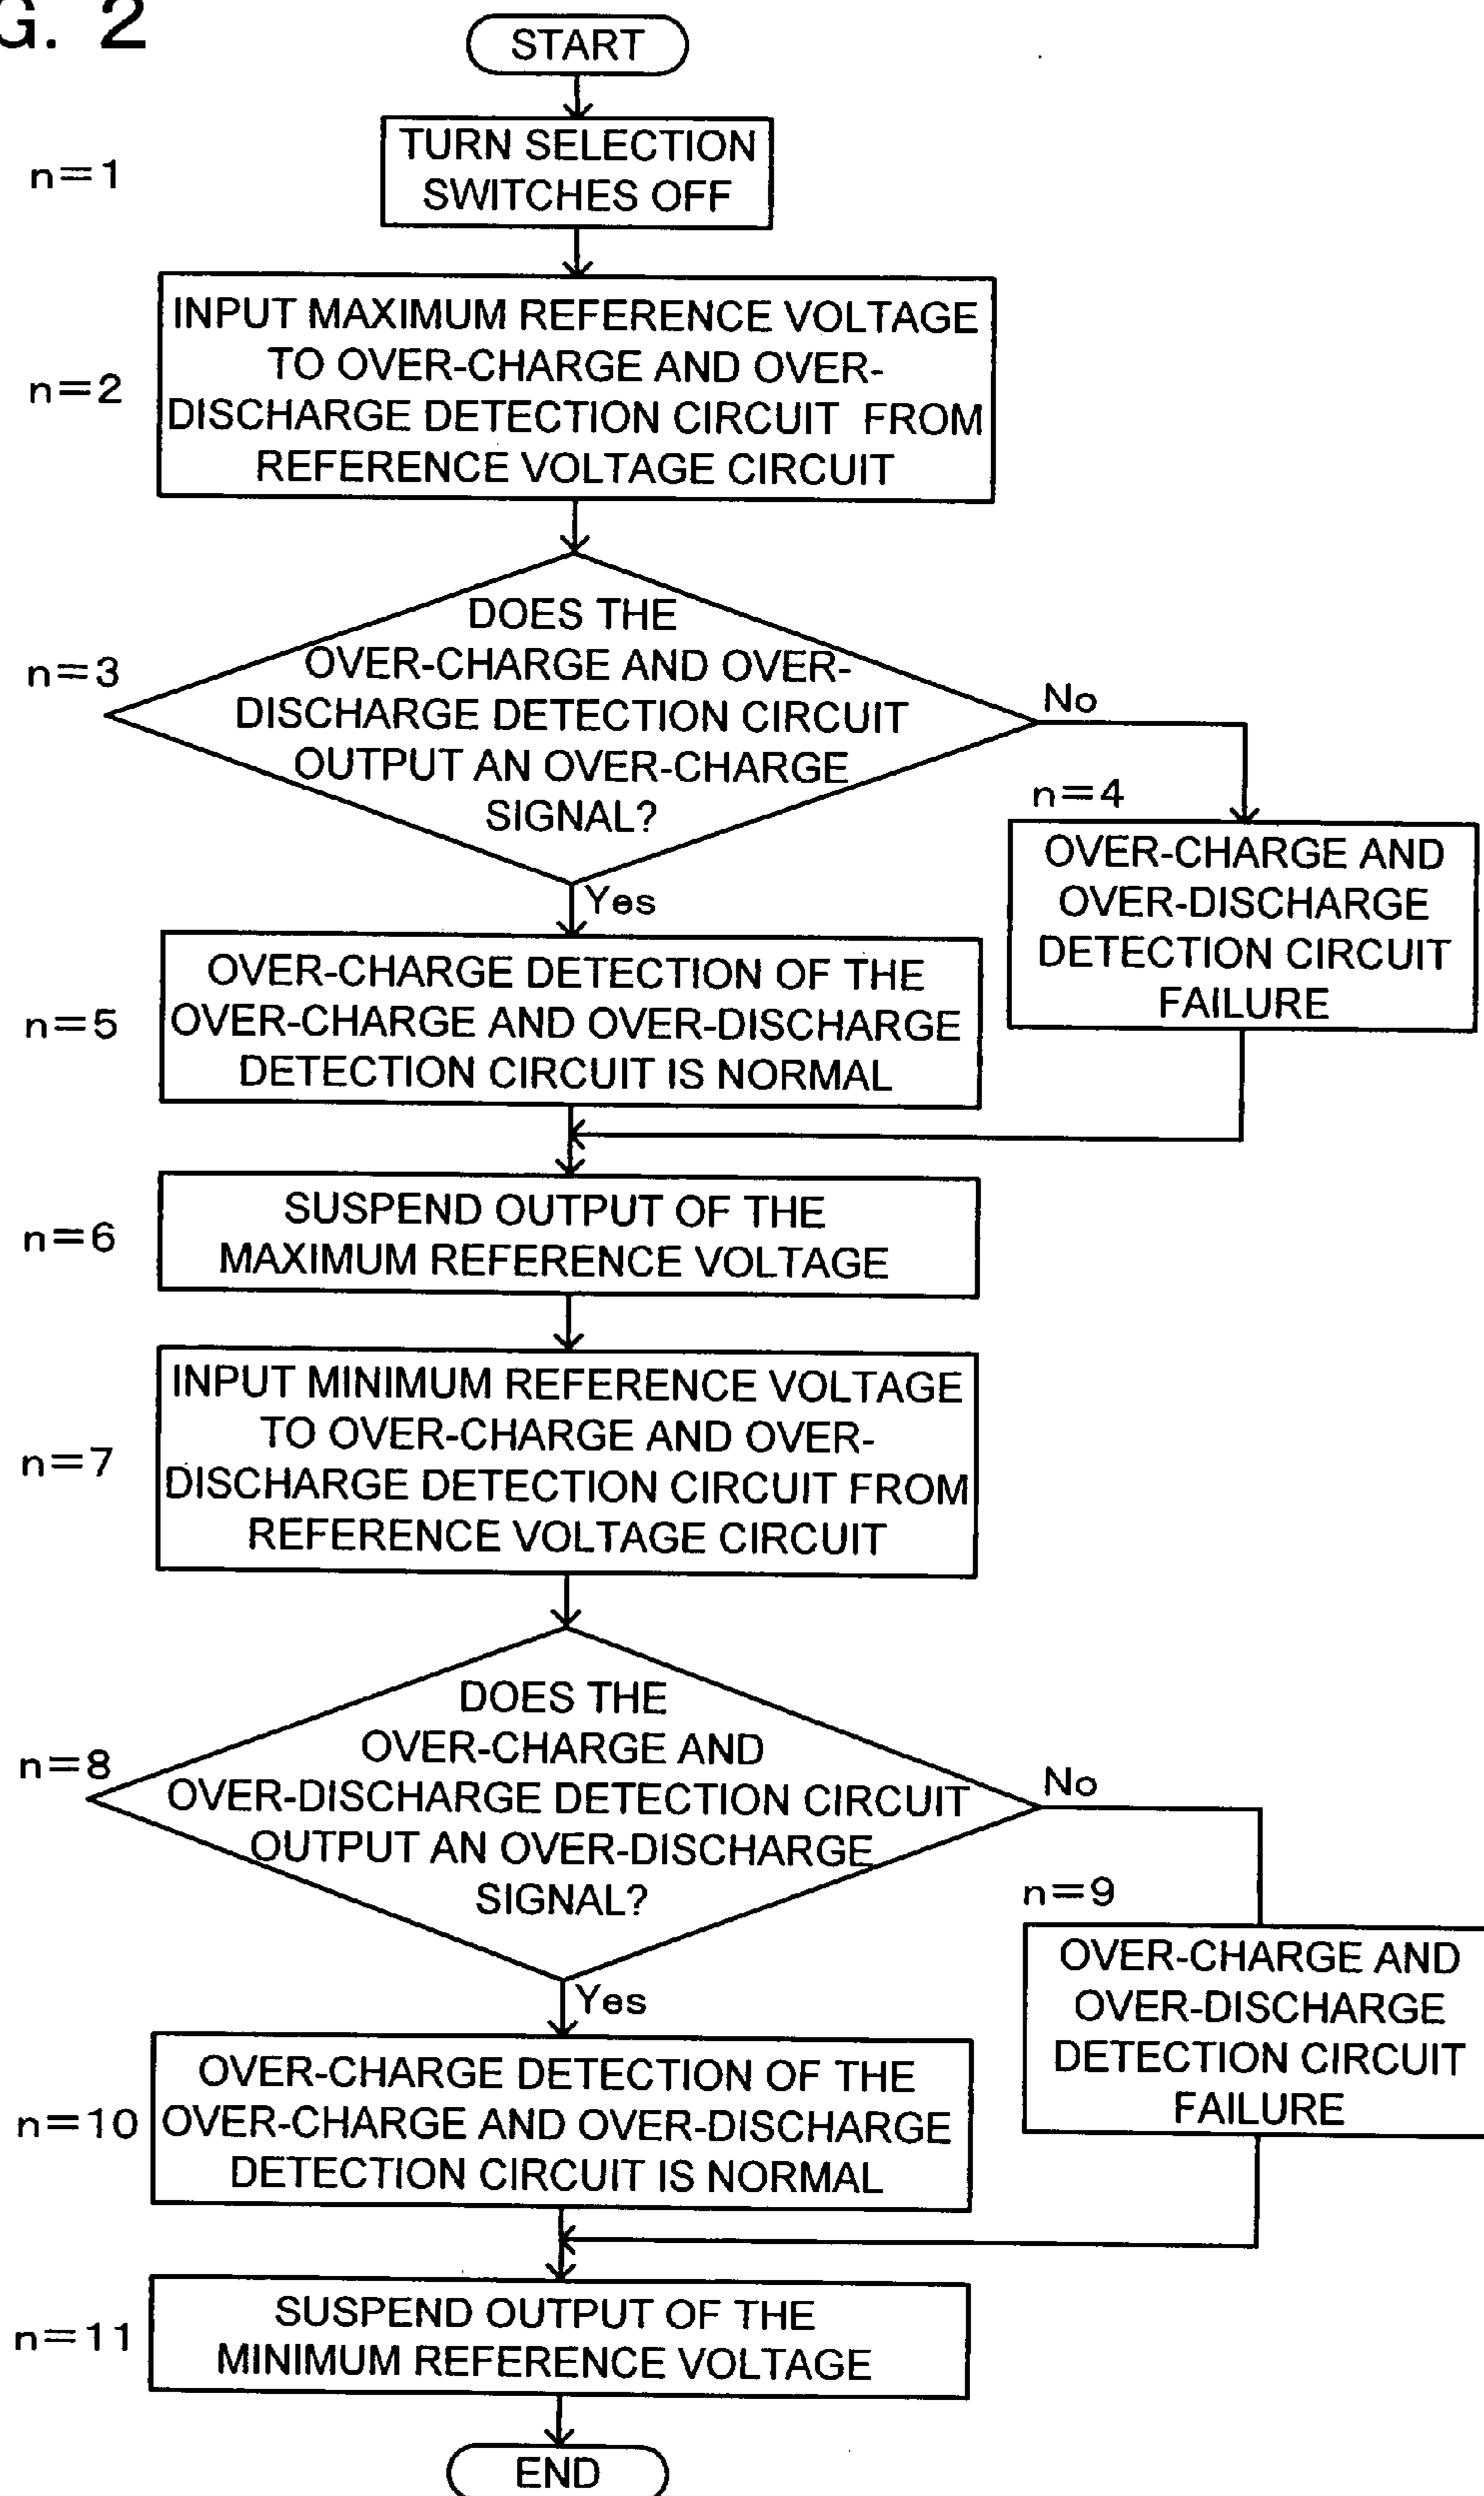 G. 2
START
n=1
TURN SELECTION
SWITCHES OFF
n=2
INPUT MAXIMUM REFERENCE VOLTAGE
TO OVER-CHARGE AND OVER-
DISCHARGE DETECTION CIRCUIT FROM
REFERENCE VOLTAGE CIRCUIT
n=3
DOES THE
OVER-CHARGE AND OVER-
DISCHARGE DETECTION CIRCUIT
OUTPUT AN OVER-CHARGE
SIGNAL?
No
n=4
OVER-CHARGE AND
OVER-DISCHARGE
DETECTION CIRCUIT
FAILURE
Yes
n=5
OVER-CHARGE DETECTION OF THE
OVER-CHARGE AND OVER-DISCHARGE
DETECTION CIRCUIT IS NORMAL
n=6
SUSPEND OUTPUT OF THE
MAXIMUM REFERENCE VOLTAGE
n=7
INPUT MINIMUM REFERENCE VOLTAGE
TO OVER-CHARGE AND OVER-
DISCHARGE DETECTION CIRCUIT FROM
REFERENCE VOLTAGE CIRCUIT
n=8
DOES THE
OVER-CHARGE AND
OVER-DISCHARGE DETECTION CIRCUIT
OUTPUT AN OVER-DISCHARGE
SIGNAL?
No
n=9
OVER-CHARGE AND
OVER-DISCHARGE
DETECTION CIRCUIT
FAILURE
Yes
n=10
OVER-CHARGE DETECTION OF THE
OVER-CHARGE AND OVER-DISCHARGE
DETECTION CIRCUIT IS NORMAL
n=11
SUSPEND OUTPUT OF THE
MINIMUM REFERENCE VOLTAGE
END